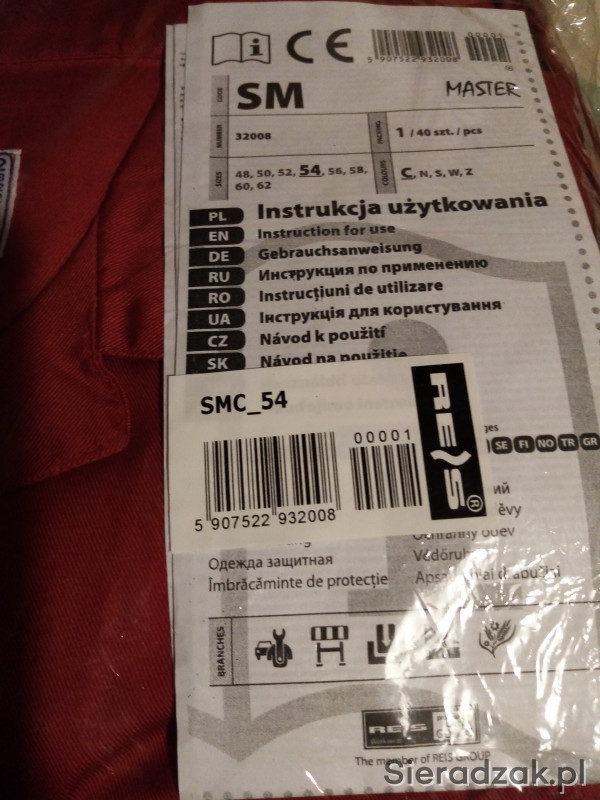 i CE 5 907522 932008 00001
CODE SM MASTER
NUMBER 32008 PACKING 1 / 40 szt. / pcs
SIZES 48, 50, 52, 54, 56, 58, 60, 62 COLOURS C, N, S, W, Z
PL Instrukcja użytkowania
EN Instruction for use
DE Gebrauchsanweisung
RU Инструкция по применению
RO Instrucţiuni de utilizare
UA Інструкція для користування
CZ Návod k použití
SK Návod na použitie
SMC_54
00001
5 907522 932008
REIS®
SE FI NO TR GR
Ochranný odev
Одежда защитная
Îmbrăcăminte de protecţie
BRANCHES
REIS
The member of REIS GROUP
Sieradzak.pl